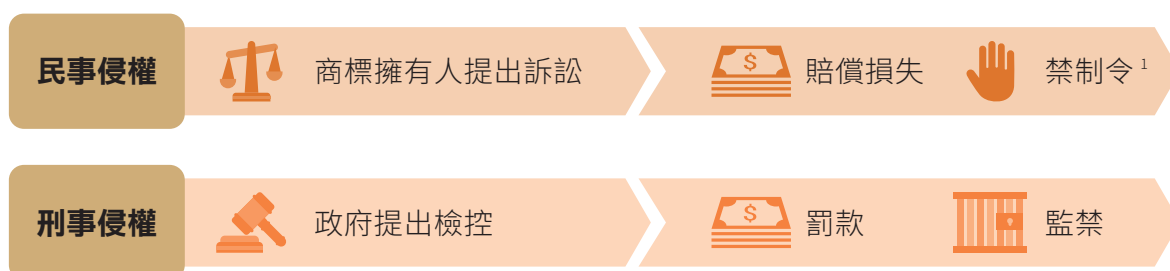 民事侵權 商標擁有人提出訴訟 $ 賠償損失 禁制令 1
刑事侵權 政府提出檢控 $ 罰款 監禁